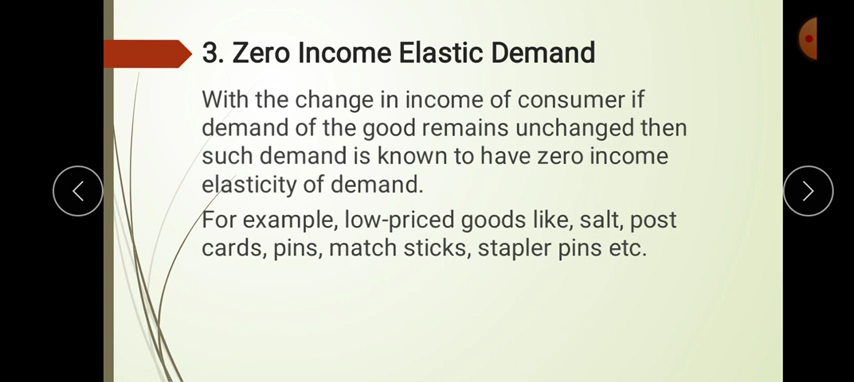 3. Zero Income Elastic Demand
With the change in income of consumer if
demand of the good remains unchanged then
such demand is known to have zero income
elasticity of demand.
For example, low-priced goods like, salt, post
cards, pins, match sticks, stapler pins etc.